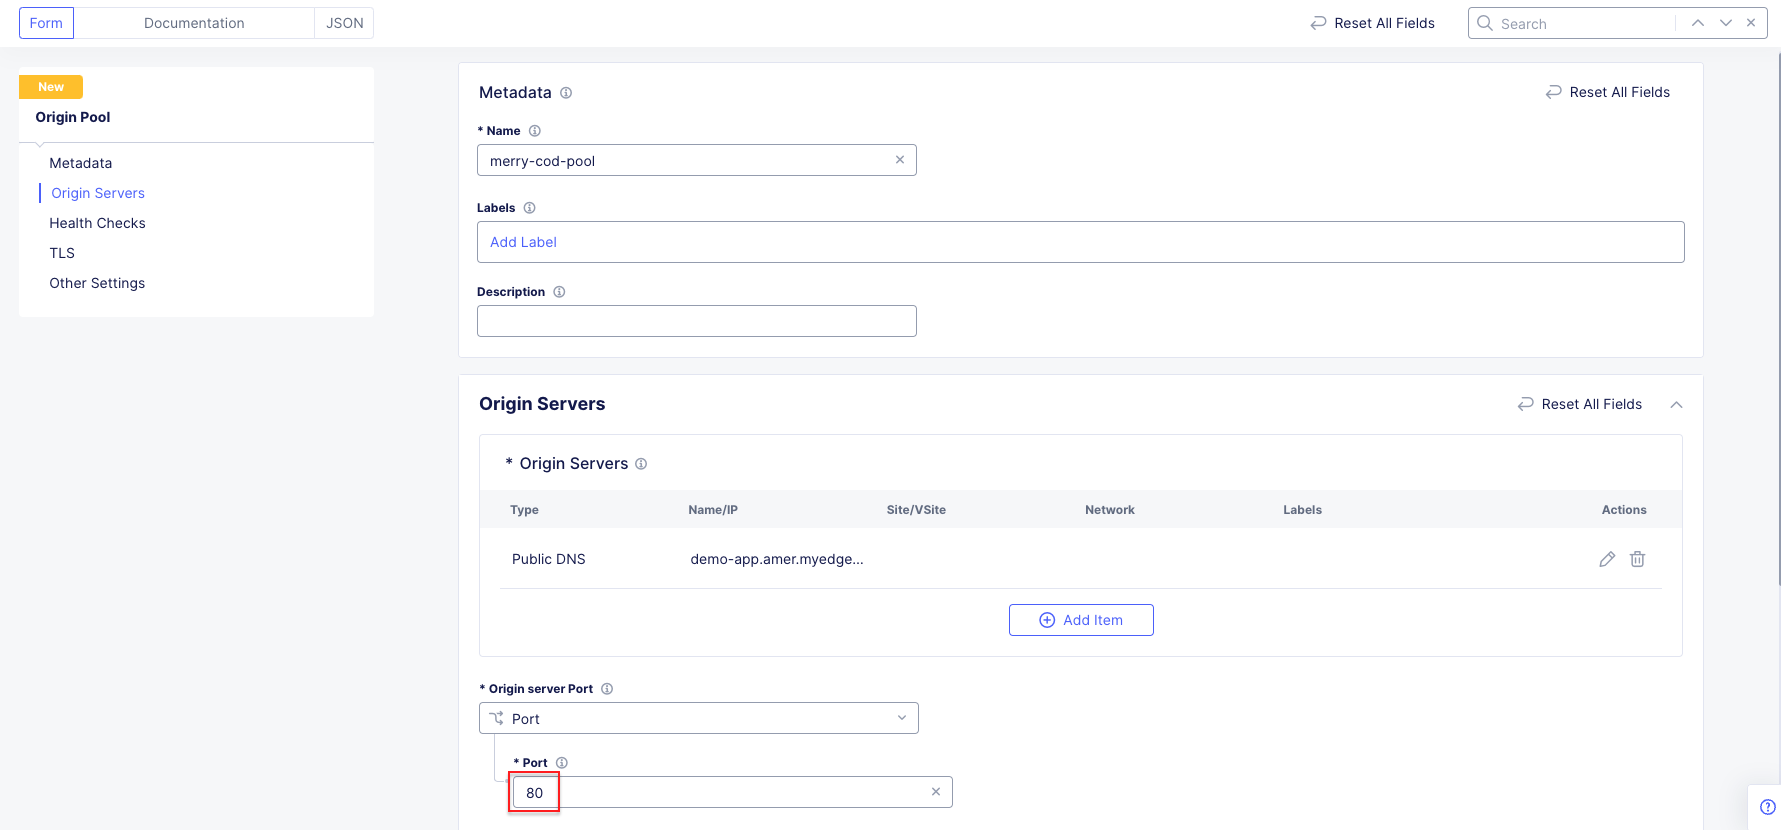 Form
Documentation
JSON
Reset All Fields
Search
New
Origin Pool
Metadata
Origin Servers
Health Checks
TLS
Other Settings
Metadata
Reset All Fields
* Name
merry-cod-pool
Labels
Add Label
Description
Origin Servers
Reset All Fields
* Origin Servers
Type Name/IP Site/VSite Network Labels Actions
Public DNS demo-app.amer.myedge...
Add Item
* Origin server Port
Port
* Port
80